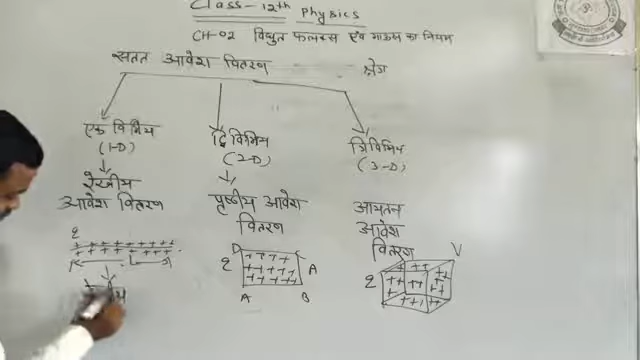 Class-12th Physics
CH-02 विद्युत फ्लक्स एवं गाउस का नियम
सतत आवेश वितरण
क्षेत्र
एक विमिय
(1-D)
रेखीय
आवेश वितरण
द्विविमिय
(2-D)
पृष्ठीय आवेश
वितरण
त्रिविमिय
(3-D)
आयतन
आवेश
वितरण
q
++++++++++
L
D C
q A
A B
V
q